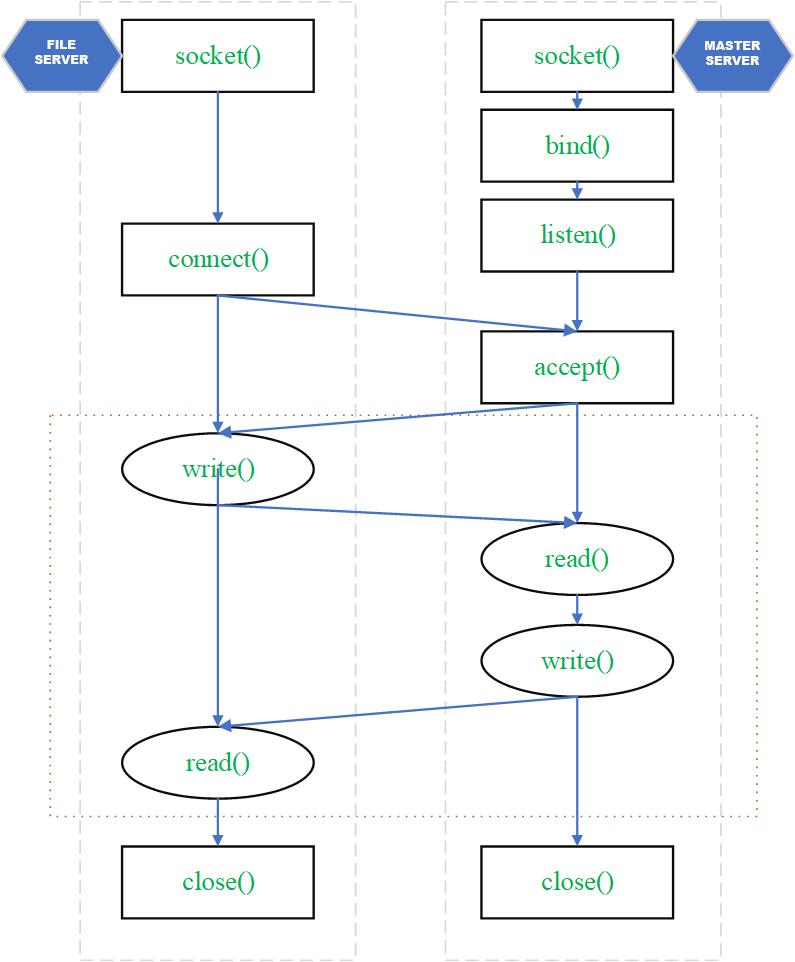 FILE
SERVER
socket()
connect()
write()
read()
close()
socket()
MASTER
SERVER
bind()
listen()
accept()
read()
write()
close()